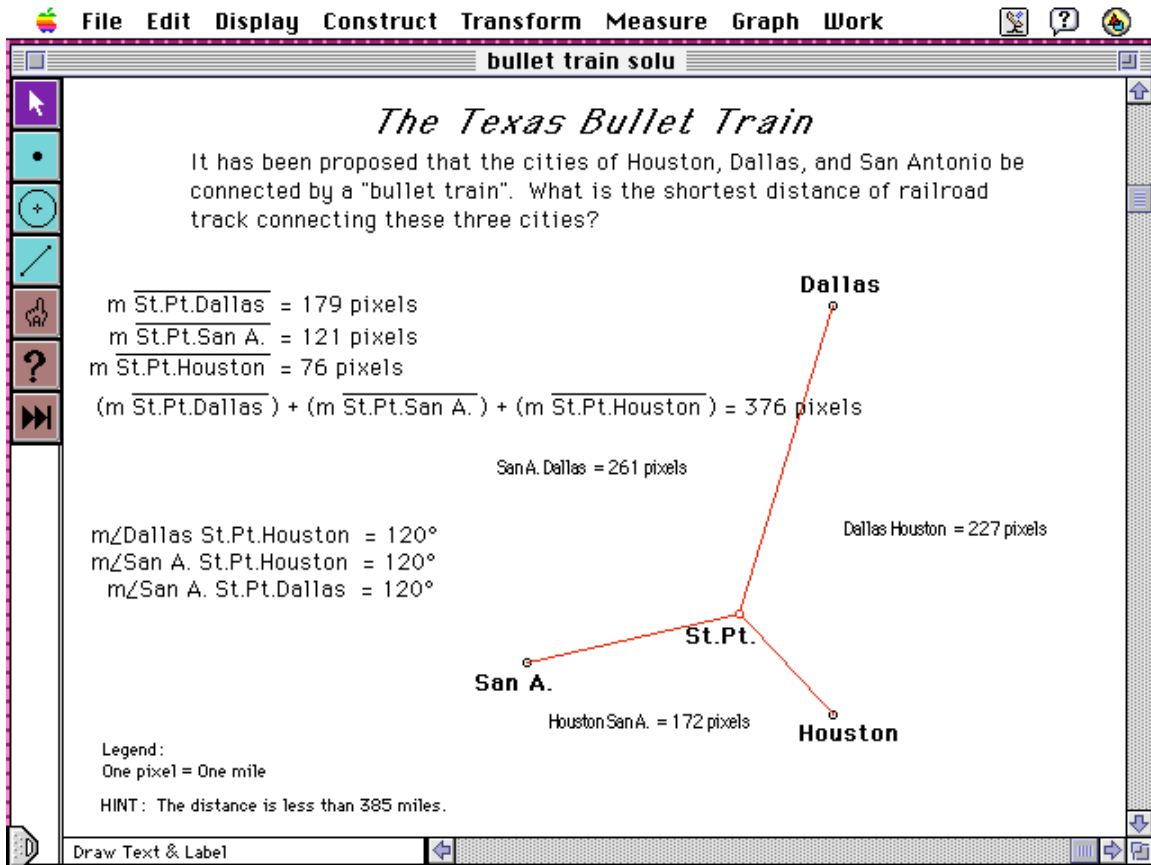 File Edit Display Construct Transform Measure Graph Work
bullet train solu
The Texas Bullet Train
It has been proposed that the cities of Houston, Dallas, and San Antonio be
connected by a "bullet train". What is the shortest distance of railroad
track connecting these three cities?
Dallas
m St.Pt.Dallas = 179 pixels
m St.Pt.San A. = 121 pixels
m St.Pt.Houston = 76 pixels
(m St.Pt.Dallas ) + (m St.Pt.San A. ) + (m St.Pt.Houston ) = 376 pixels
San A. Dallas = 261 pixels
Dallas Houston = 227 pixels
m∠Dallas St.Pt.Houston = 120°
m∠San A. St.Pt.Houston = 120°
m∠San A. St.Pt.Dallas = 120°
St.Pt.
San A.
Houston San A. = 172 pixels
Houston
Legend:
One pixel = One mile
HINT: The distance is less than 385 miles.
Draw Text & Label